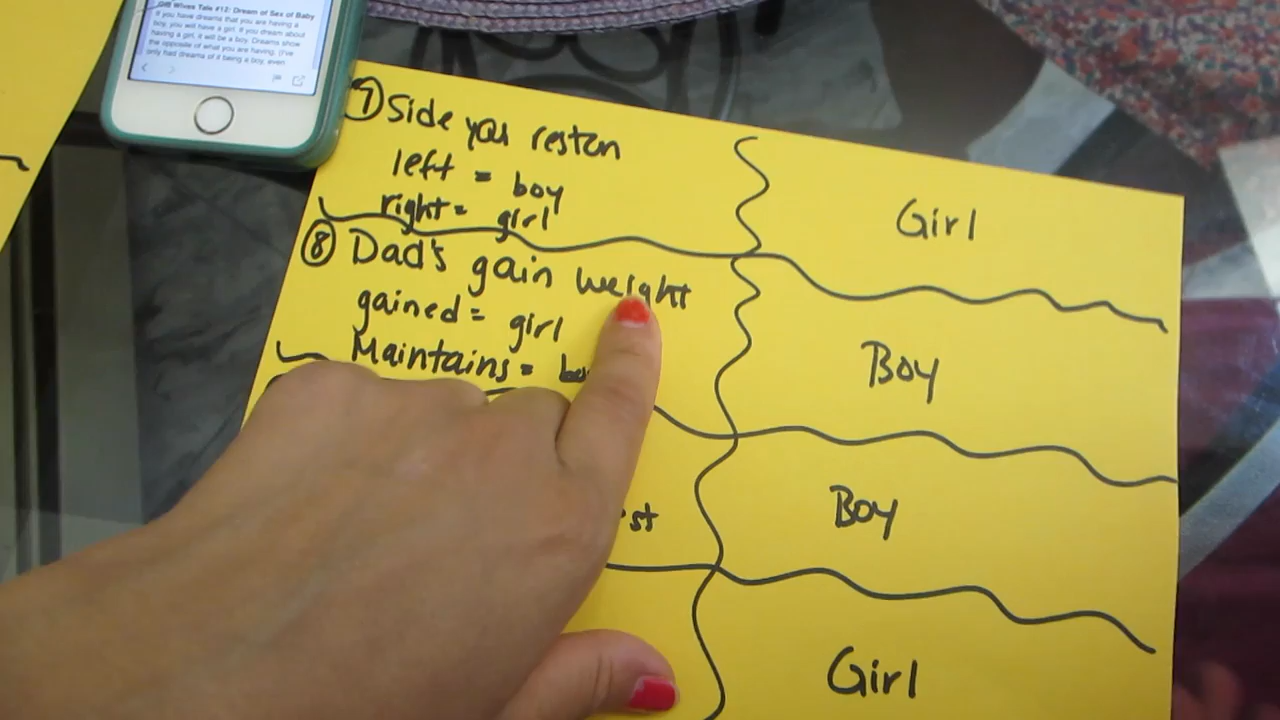 Old Wives Tale #12: Dream of Sex of Baby
If you have dreams that you are having a
boy, you will have a girl. If you dream about
having a girl, it will be a boy. Dreams show
the opposite of what you are having. (I've
only had dreams of it being a boy, even
7 Side you rest on
left = boy
right = girl
Girl
8 Dad's gain weight
gained = girl
Maintains =
Boy
Boy
Girl